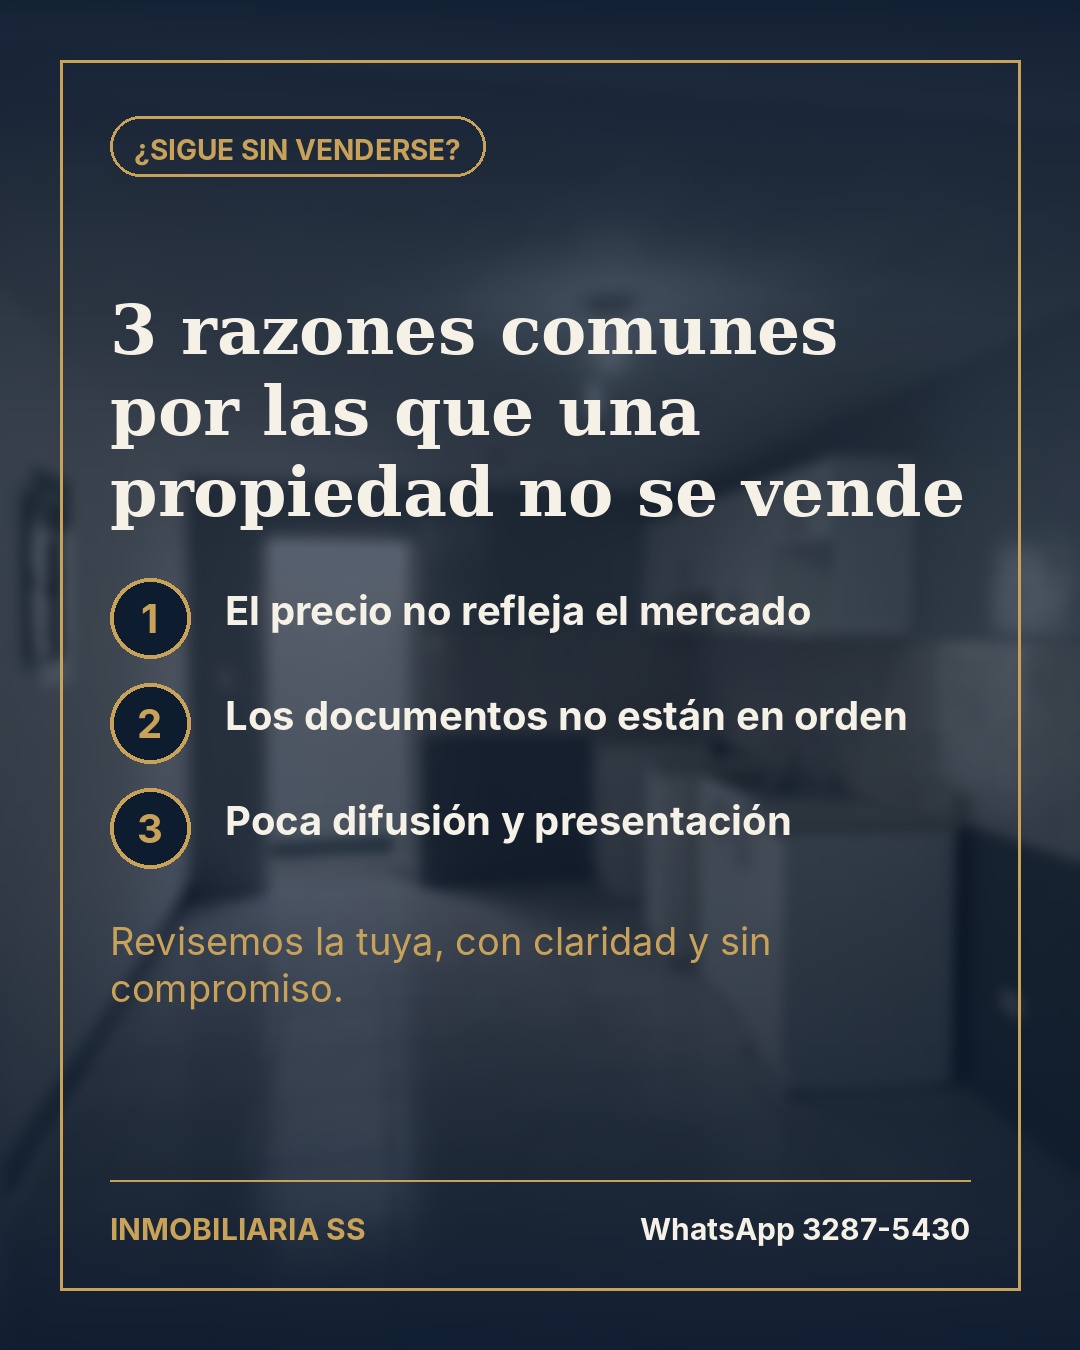 ¿SIGUE SIN VENDERSE?
3 razones comunes
por las que una
propiedad no se vende
1 El precio no refleja el mercado
2 Los documentos no están en orden
3 Poca difusión y presentación
Revisemos la tuya, con claridad y sin
compromiso.
INMOBILIARIA SS WhatsApp 3287-5430